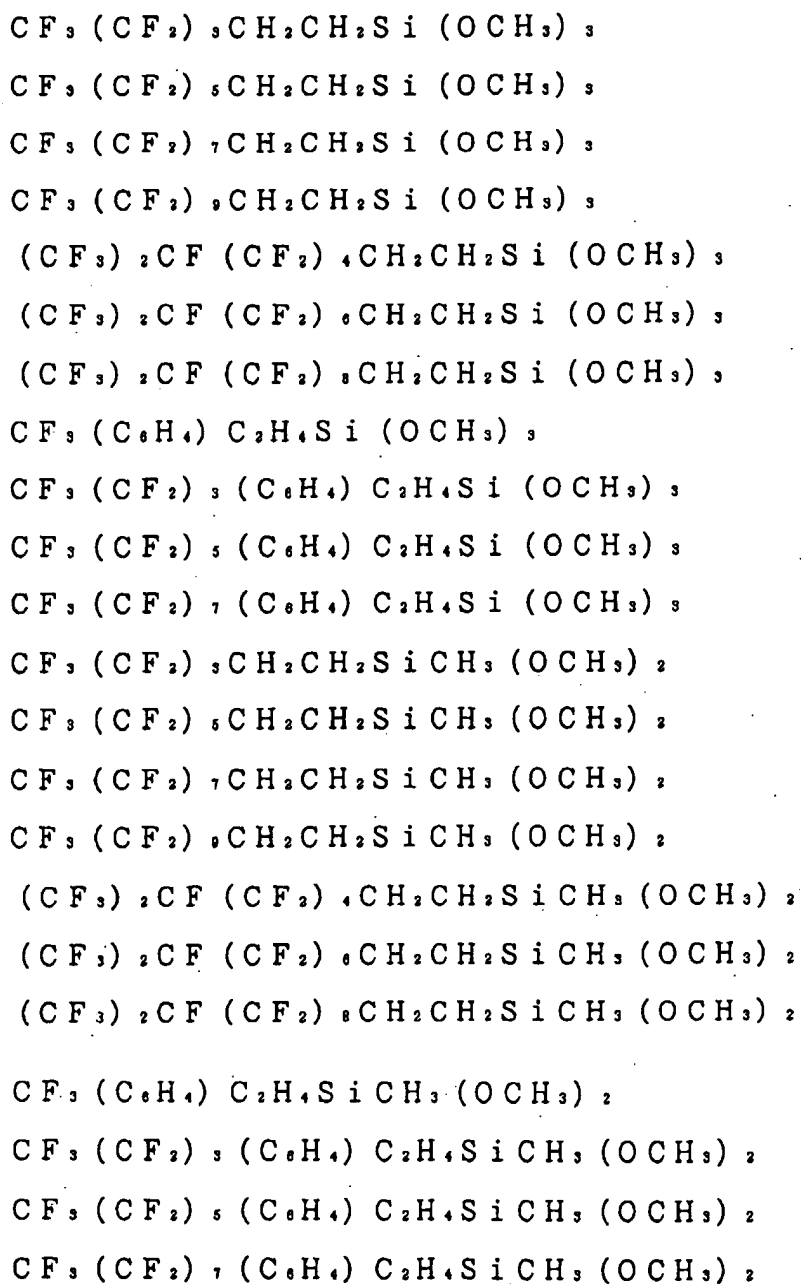 CF₃(CF₂)₃CH₂CH₂Si(OCH₃)₃
CF₃(CF₂)₅CH₂CH₂Si(OCH₃)₃
CF₃(CF₂)₇CH₂CH₂Si(OCH₃)₃
CF₃(CF₂)₉CH₂CH₂Si(OCH₃)₃
(CF₃)₂CF(CF₂)₄CH₂CH₂Si(OCH₃)₃
(CF₃)₂CF(CF₂)₆CH₂CH₂Si(OCH₃)₃
(CF₃)₂CF(CF₂)₈CH₂CH₂Si(OCH₃)₃
CF₃(C₆H₄)C₂H₄Si(OCH₃)₃
CF₃(CF₂)₃(C₆H₄)C₂H₄Si(OCH₃)₃
CF₃(CF₂)₅(C₆H₄)C₂H₄Si(OCH₃)₃
CF₃(CF₂)₇(C₆H₄)C₂H₄Si(OCH₃)₃
CF₃(CF₂)₃CH₂CH₂SiCH₃(OCH₃)₂
CF₃(CF₂)₅CH₂CH₂SiCH₃(OCH₃)₂
CF₃(CF₂)₇CH₂CH₂SiCH₃(OCH₃)₂
CF₃(CF₂)₉CH₂CH₂SiCH₃(OCH₃)₂
(CF₃)₂CF(CF₂)₄CH₂CH₂SiCH₃(OCH₃)₂
(CF₃)₂CF(CF₂)₆CH₂CH₂SiCH₃(OCH₃)₂
(CF₃)₂CF(CF₂)₈CH₂CH₂SiCH₃(OCH₃)₂
CF₃(C₆H₄)C₂H₄SiCH₃(OCH₃)₂
CF₃(CF₂)₃(C₆H₄)C₂H₄SiCH₃(OCH₃)₂
CF₃(CF₂)₅(C₆H₄)C₂H₄SiCH₃(OCH₃)₂
CF₃(CF₂)₇(C₆H₄)C₂H₄SiCH₃(OCH₃)₂